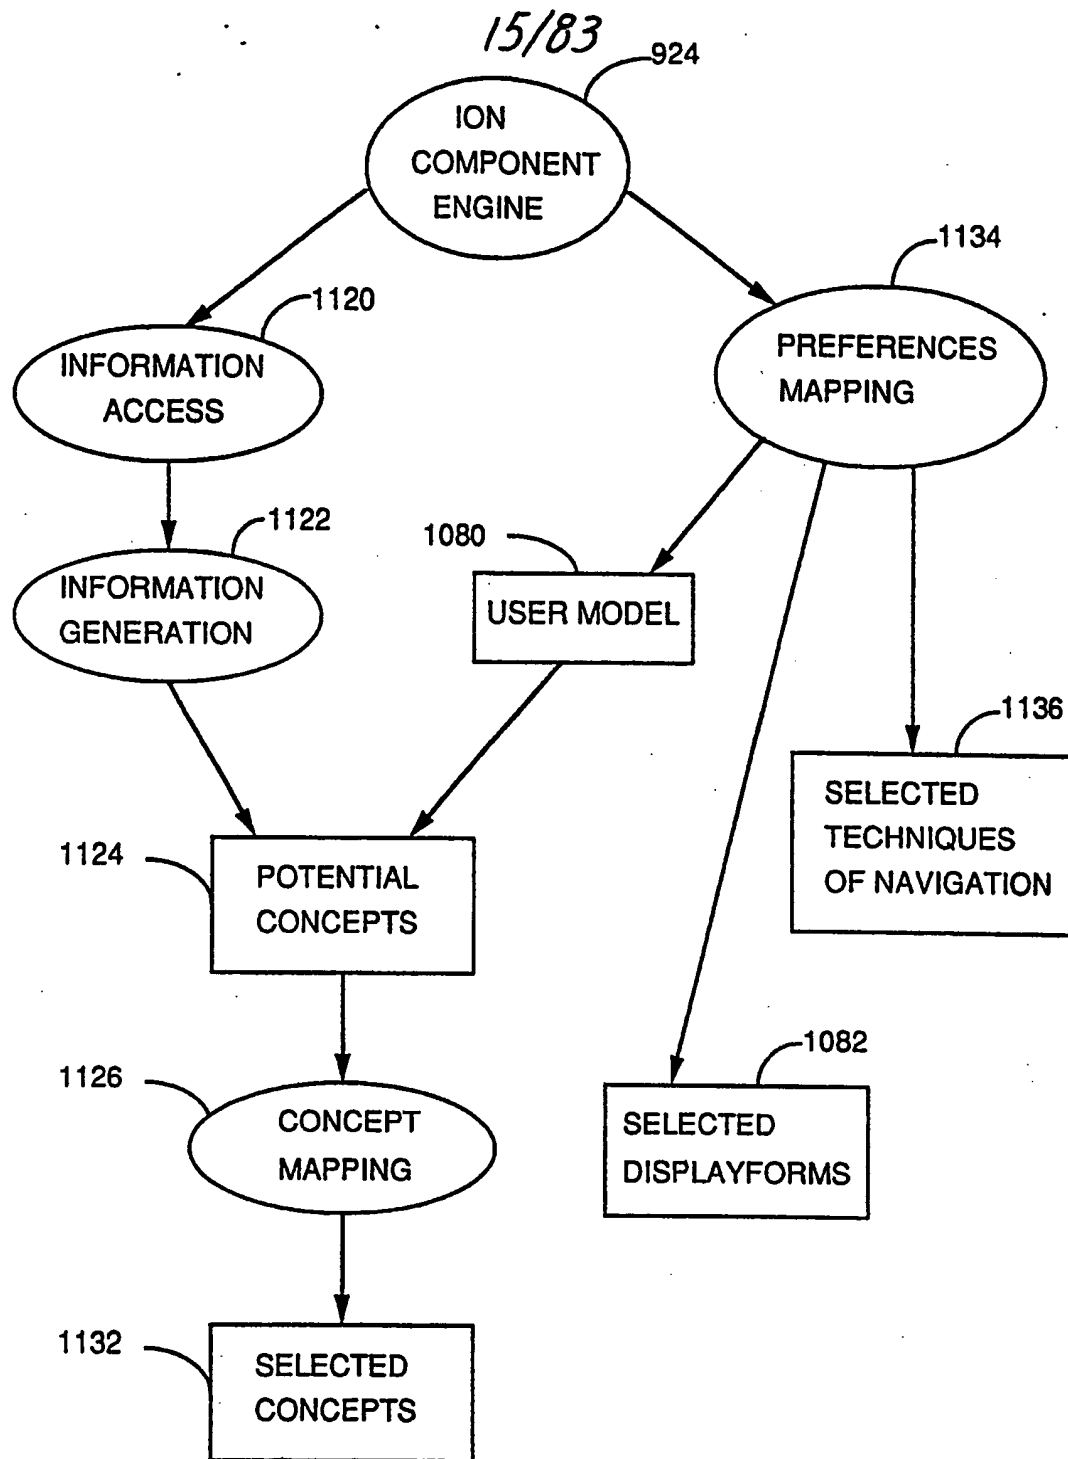 15/83
924
ION
COMPONENT
ENGINE
1134
1120
PREFERENCES
MAPPING
INFORMATION
ACCESS
1122
1080
INFORMATION
GENERATION
USER MODEL
1136
SELECTED
TECHNIQUES
OF NAVIGATION
1124
POTENTIAL
CONCEPTS
1082
1126
CONCEPT
MAPPING
SELECTED
DISPLAYFORMS
1132
SELECTED
CONCEPTS